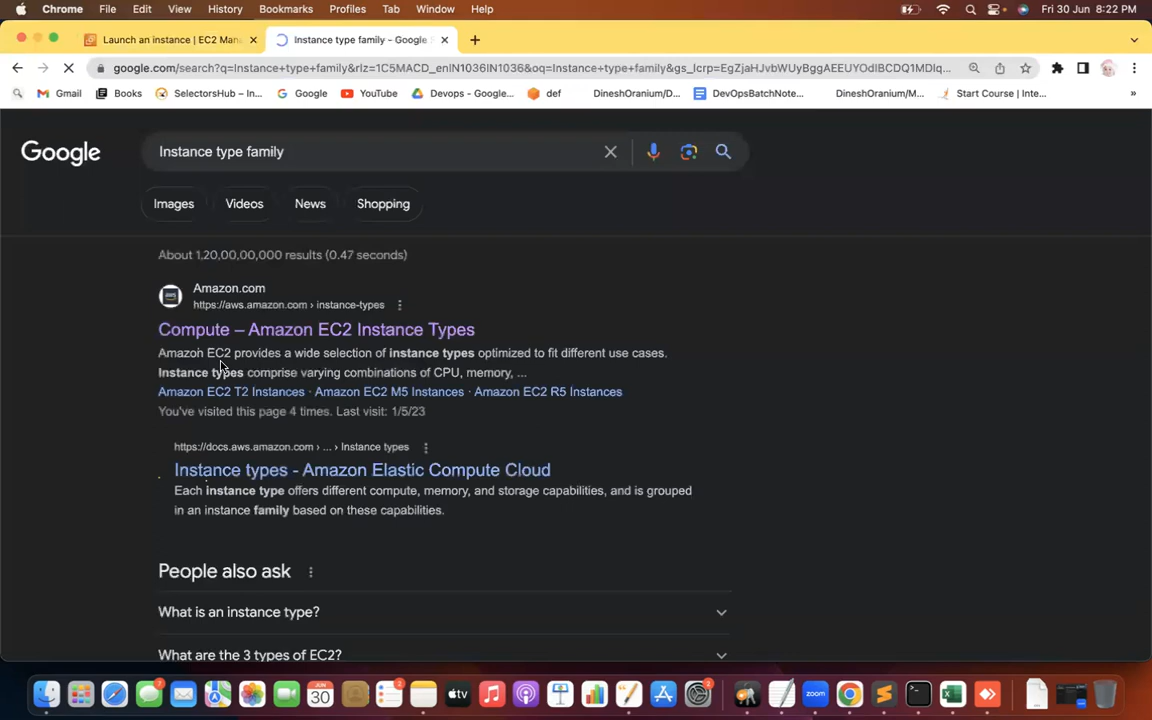 Chrome File Edit View History Bookmarks Profiles Tab Window Help Fri 30 Jun 8:22 PM
Launch an instance | EC2 Man Instance type family - Google S
google.com/search?q=Instance+type+family&rlz=1C5MACD_enIN1036IN1036&oq=Instance+type+family&gs_lcrp=EgZjaHJvbWUyBggAEEUYOdIBCDQ1MDlq...
Gmail Books SelectorsHub – In... Google YouTube Devops - Google... def DineshOranium/D... DevOpsBatchNote... DineshOranium/M... Start Course | Inte... »
Google Instance type family
Images Videos News Shopping
About 1,20,00,00,000 results (0.47 seconds)
Amazon.com
https://aws.amazon.com › instance-types
Compute – Amazon EC2 Instance Types
Amazon EC2 provides a wide selection of instance types optimized to fit different use cases.
Instance types comprise varying combinations of CPU, memory, ...
Amazon EC2 T2 Instances · Amazon EC2 M5 Instances · Amazon EC2 R5 Instances
You've visited this page 4 times. Last visit: 1/5/23
https://docs.aws.amazon.com › ... › Instance types
Instance types - Amazon Elastic Compute Cloud
Each instance type offers different compute, memory, and storage capabilities, and is grouped
in an instance family based on these capabilities.
People also ask
What is an instance type?
What are the 3 types of EC2?
7 JUN 30 2 tv zoom 2